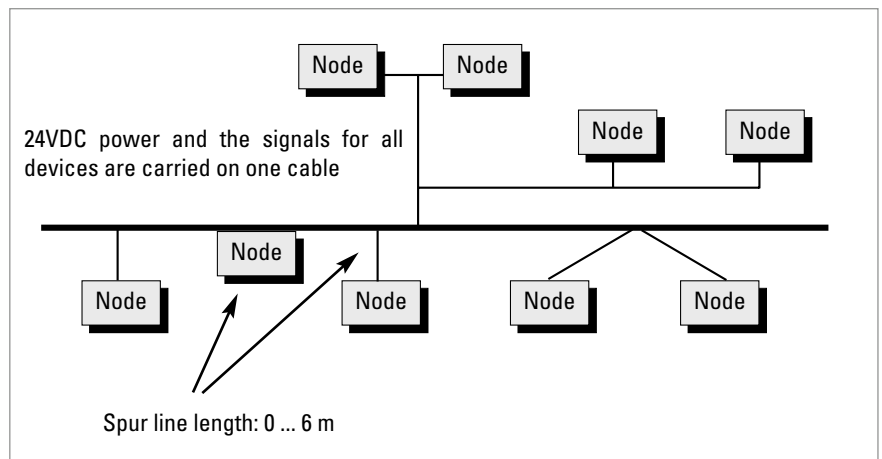 Node Node
24VDC power and the signals for all
devices are carried on one cable
Node Node
Node
Node Node Node Node
Spur line length: 0 ... 6 m